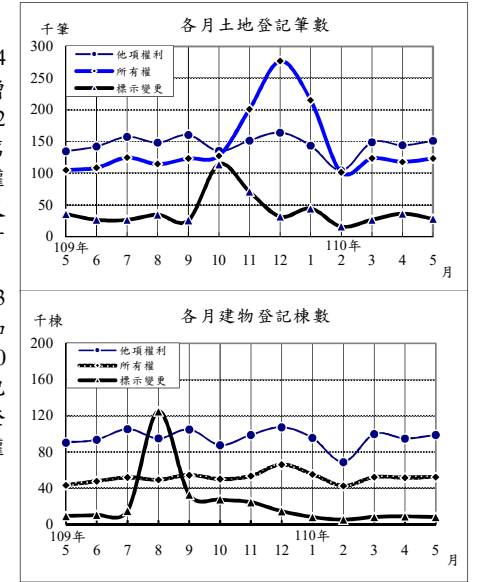 各月土地登記筆數
千筆
300
250
200
150
100
50
0
他項權利
所有權
標示變更
109年 110年
5 6 7 8 9 10 11 12 1 2 3 4 5
月
各月建物登記棟數
千棟
200
160
120
80
40
0
他項權利
所有權
標示變更
109年 110年
5 6 7 8 9 10 11 12 1 2 3 4 5
月